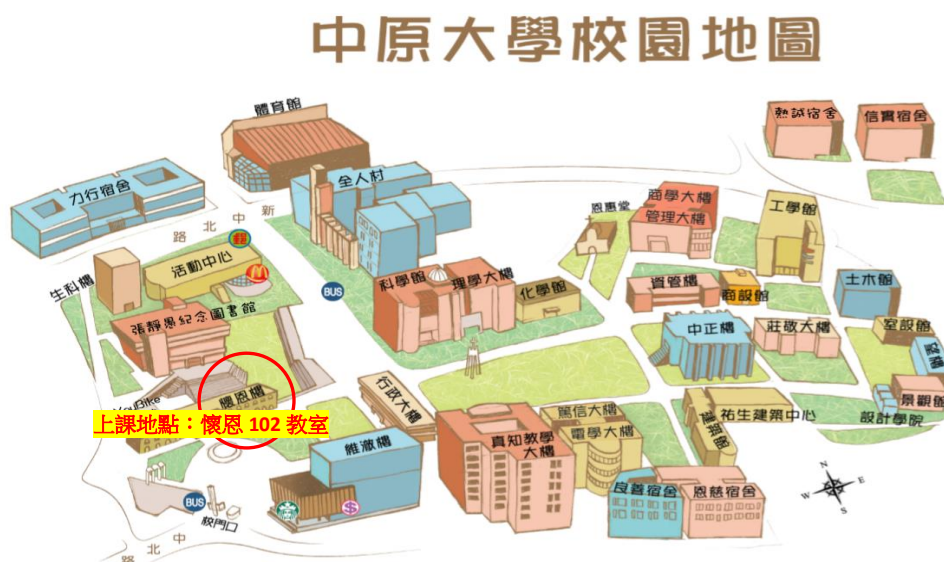 中原大學校園地圖
體育館
熱誠宿舍
信實宿舍
力行宿舍
全人村
商學大樓
管理大樓
恩惠堂
工學館
新中北路
活動中心
生科樓
BUS
科學館
理學大樓
化學館
資管樓
商設館
土木館
張靜愚紀念圖書館
中正樓
莊敬大樓
室設館
懷恩樓
YouBike
行政大樓
上課地點：懷恩 102 教室
篤信大樓
真知教學大樓
電學大樓
建築館
祐生建築中心
景觀館
設計學院
維澈樓
良善宿舍
恩慈宿舍
BUS
校門口
$
中北路
N
W
E
S